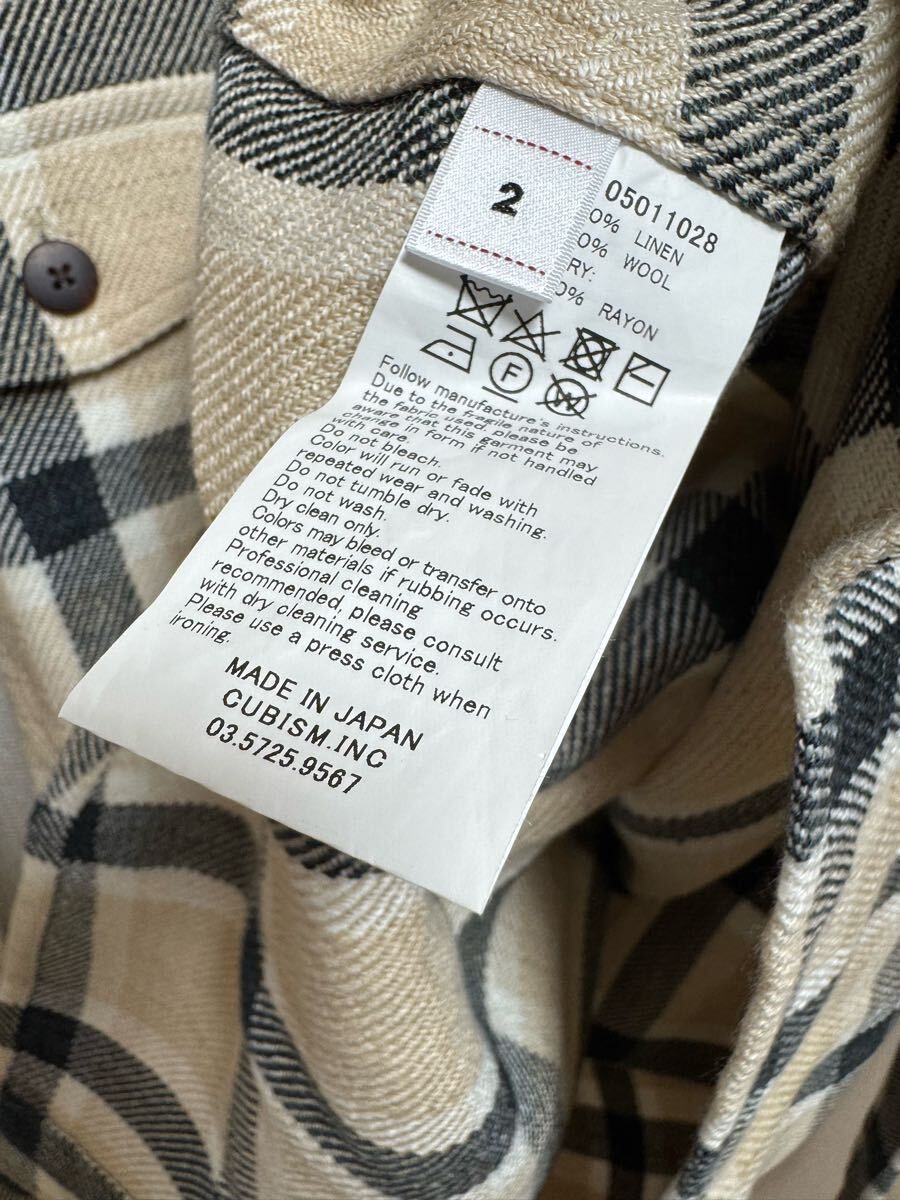 2
05011028
0% LINEN
0% WOOL
RY:
0% RAYON
F
W
Follow manufacture's instructions.
Due to the fragile nature of
the fabric used, please be
aware that this garment may
change in form if not handled
with care.
Do not bleach.
Color will run or fade with
repeated wear and washing.
Do not tumble dry.
Do not wash.
Dry clean only.
Colors may bleed or transfer onto
other materials if rubbing occurs.
Professional cleaning
recommended, please consult
with dry cleaning service.
Please use a press cloth when
ironing.
MADE IN JAPAN
CUBISM.INC
03.5725.9567